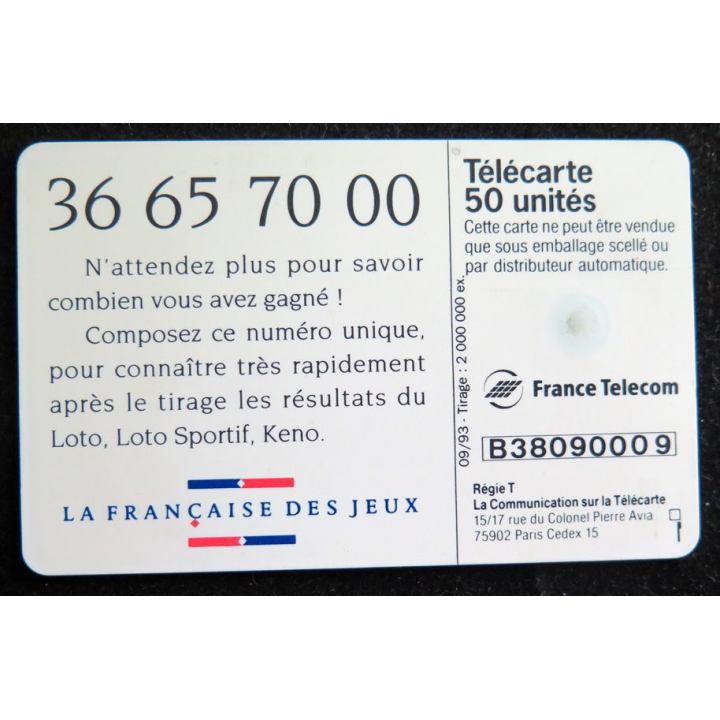 36 65 70 00
N'attendez plus pour savoir
combien vous avez gagné !
Composez ce numéro unique,
pour connaître très rapidement
après le tirage les résultats du
Loto, Loto Sportif, Keno.
LA FRANÇAISE DES JEUX
09/93 - Tirage : 2 000 000 ex.
Télécarte
50 unités
Cette carte ne peut être vendue
que sous emballage scellé ou
par distributeur automatique.
France Telecom
B38090009
Régie T
La Communication sur la Télécarte
15/17 rue du Colonel Pierre Avia
75902 Paris Cedex 15